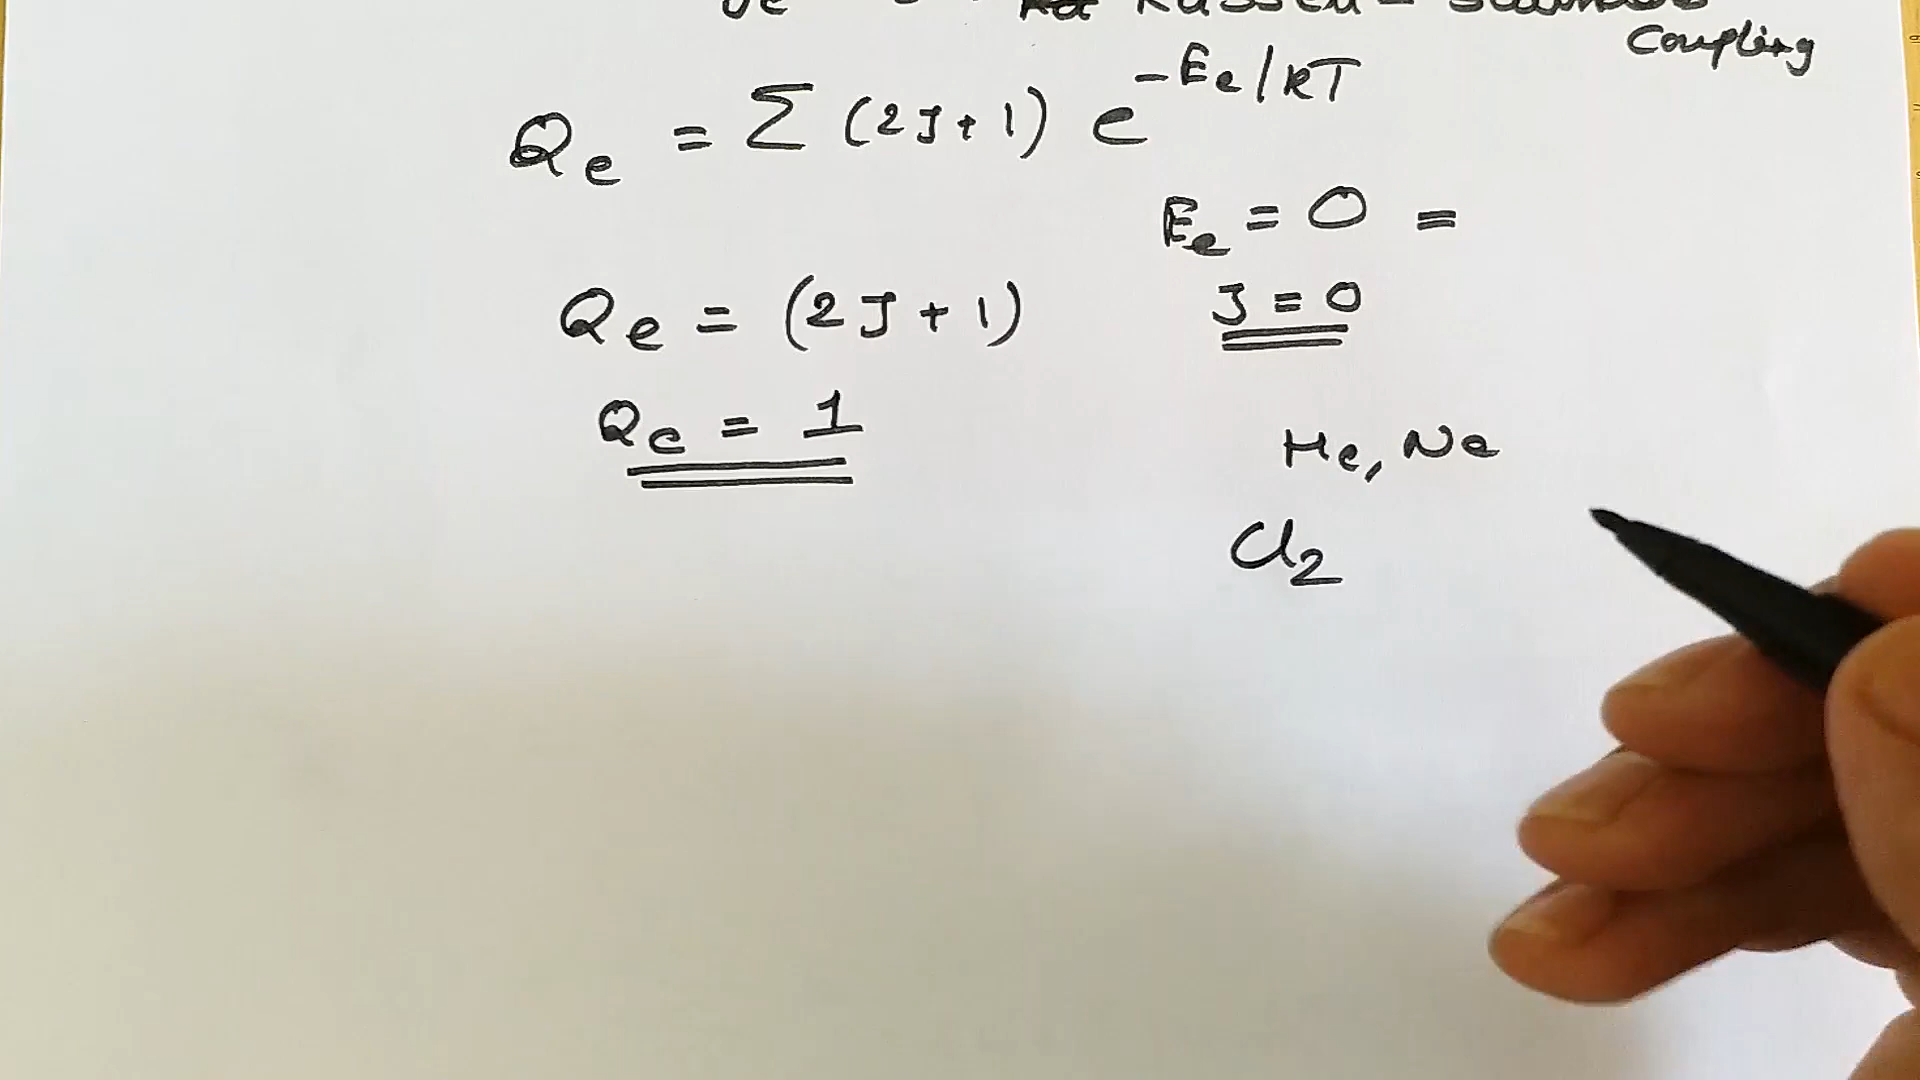 Coupling
Qe = Σ (2J+1) e^-Ee/kT
Ee = 0 =
Qe = (2J+1)
J = 0
Qe = 1
He, Ne
Cl2